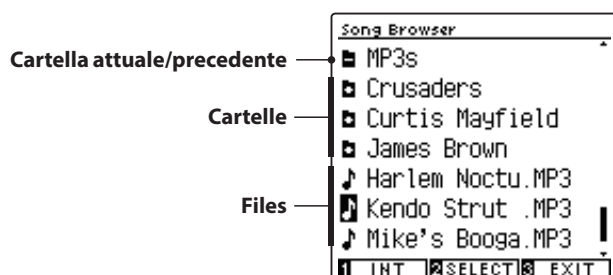 Song Browser
Cartella attuale/precedente
MP3s
Cartelle
Crusaders
Curtis Mayfield
James Brown
Files
Harlem Noctu.MP3
Kendo Strut .MP3
Mike's Booga.MP3
1 INT 2 SELECT 3 EXIT